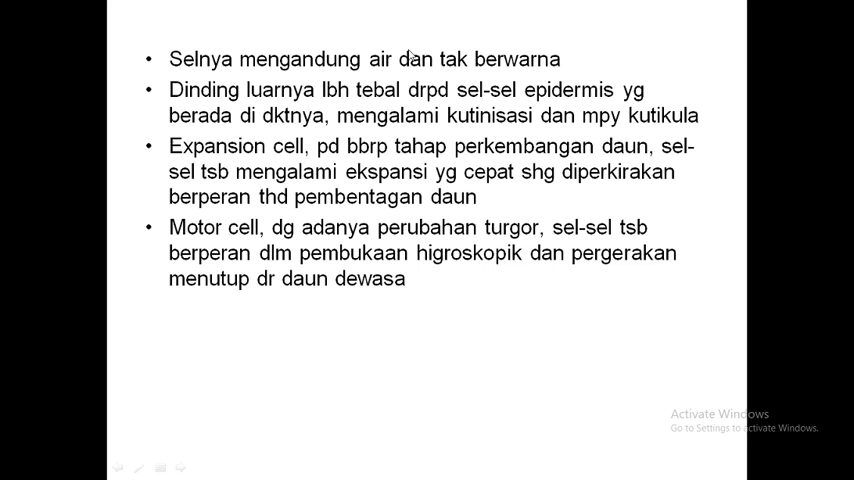 • Selnya mengandung air dan tak berwarna
• Dinding luarnya lbh tebal drpd sel-sel epidermis yg
berada di dktnya, mengalami kutinisasi dan mpy kutikula
• Expansion cell, pd bbrp tahap perkembangan daun, sel-
sel tsb mengalami ekspansi yg cepat shg diperkirakan
berperan thd pembentagan daun
• Motor cell, dg adanya perubahan turgor, sel-sel tsb
berperan dlm pembukaan higroskopik dan pergerakan
menutup dr daun dewasa
Activate Windows
Go to Settings to activate Windows.